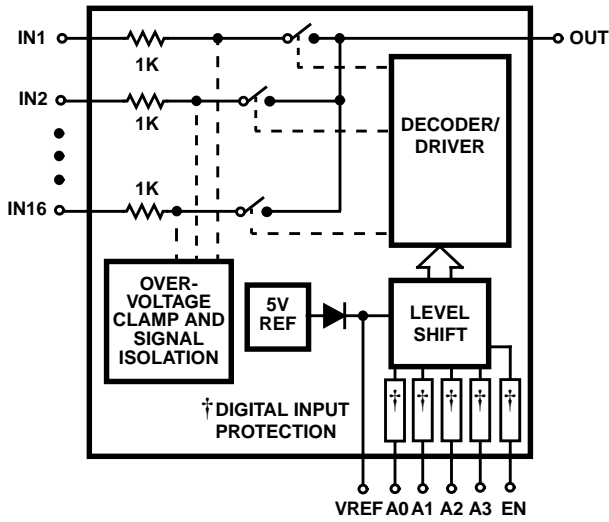 IN1
1K
OUT
IN2
1K
DECODER/
DRIVER
1K
IN16
OVER-
VOLTAGE
CLAMP AND
SIGNAL
ISOLATION
5V
REF
LEVEL
SHIFT
† † † † †
†DIGITAL INPUT
PROTECTION
VREF A0 A1 A2 A3 EN